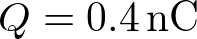 Q = 0.4 nC